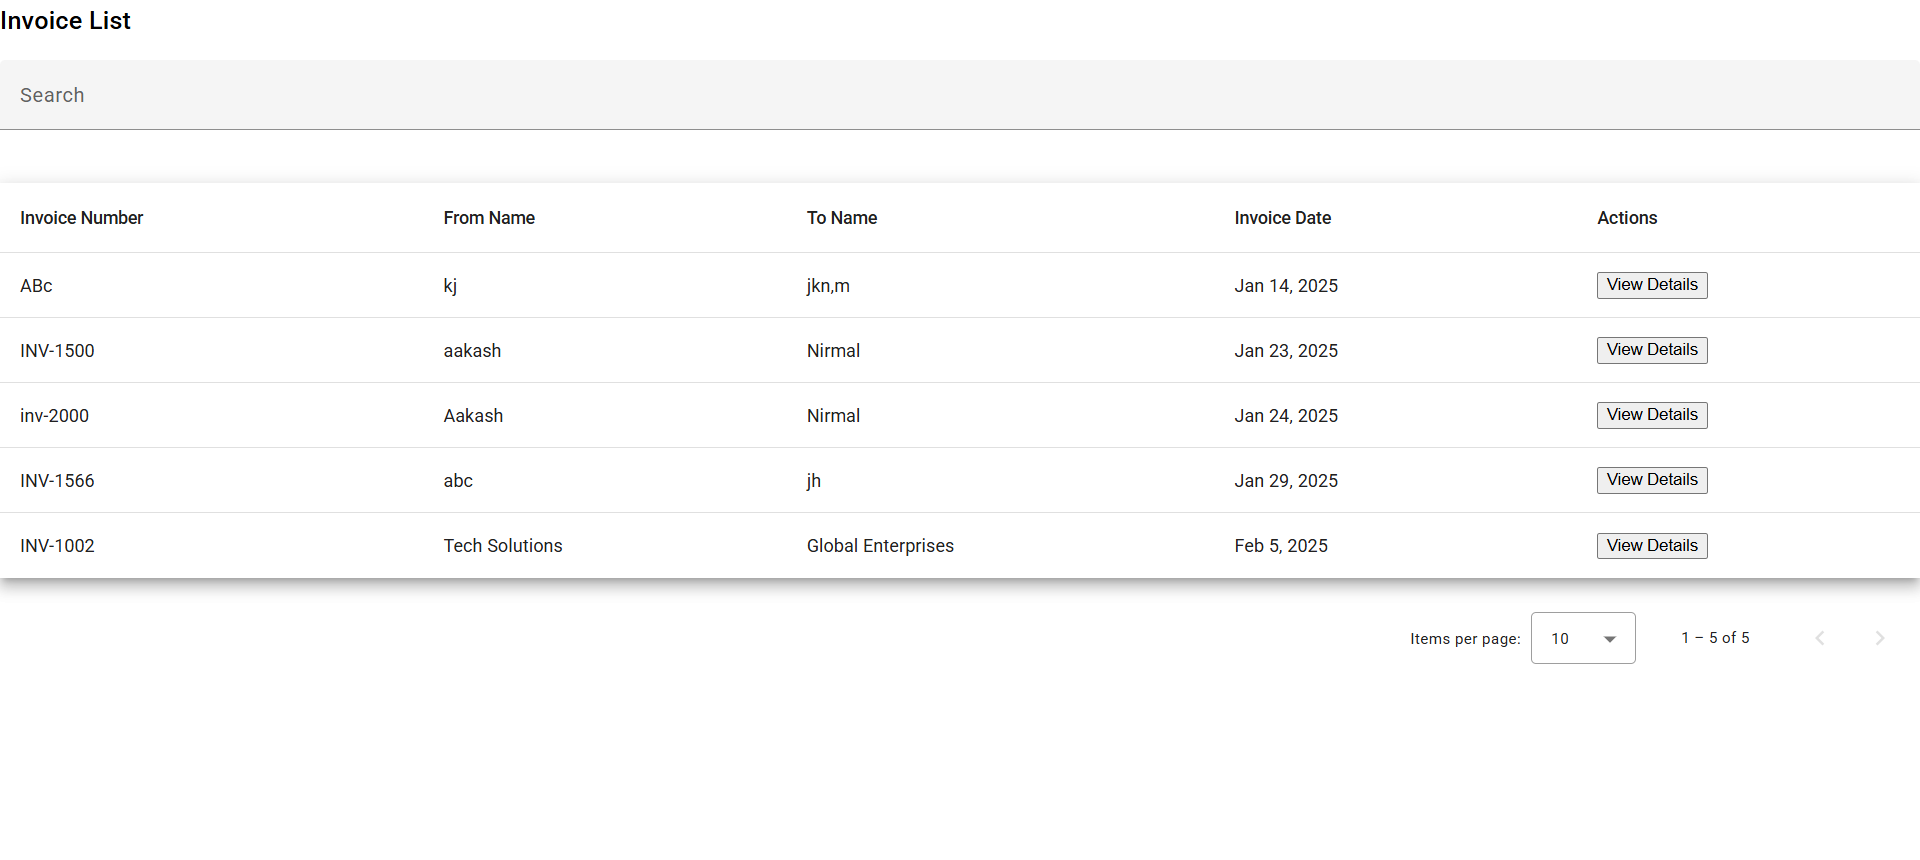 Invoice List
Search
Invoice Number From Name To Name Invoice Date Actions
ABc kj jkn,m Jan 14, 2025 View Details
INV-1500 aakash Nirmal Jan 23, 2025 View Details
inv-2000 Aakash Nirmal Jan 24, 2025 View Details
INV-1566 abc jh Jan 29, 2025 View Details
INV-1002 Tech Solutions Global Enterprises Feb 5, 2025 View Details
Items per page: 10 1 – 5 of 5